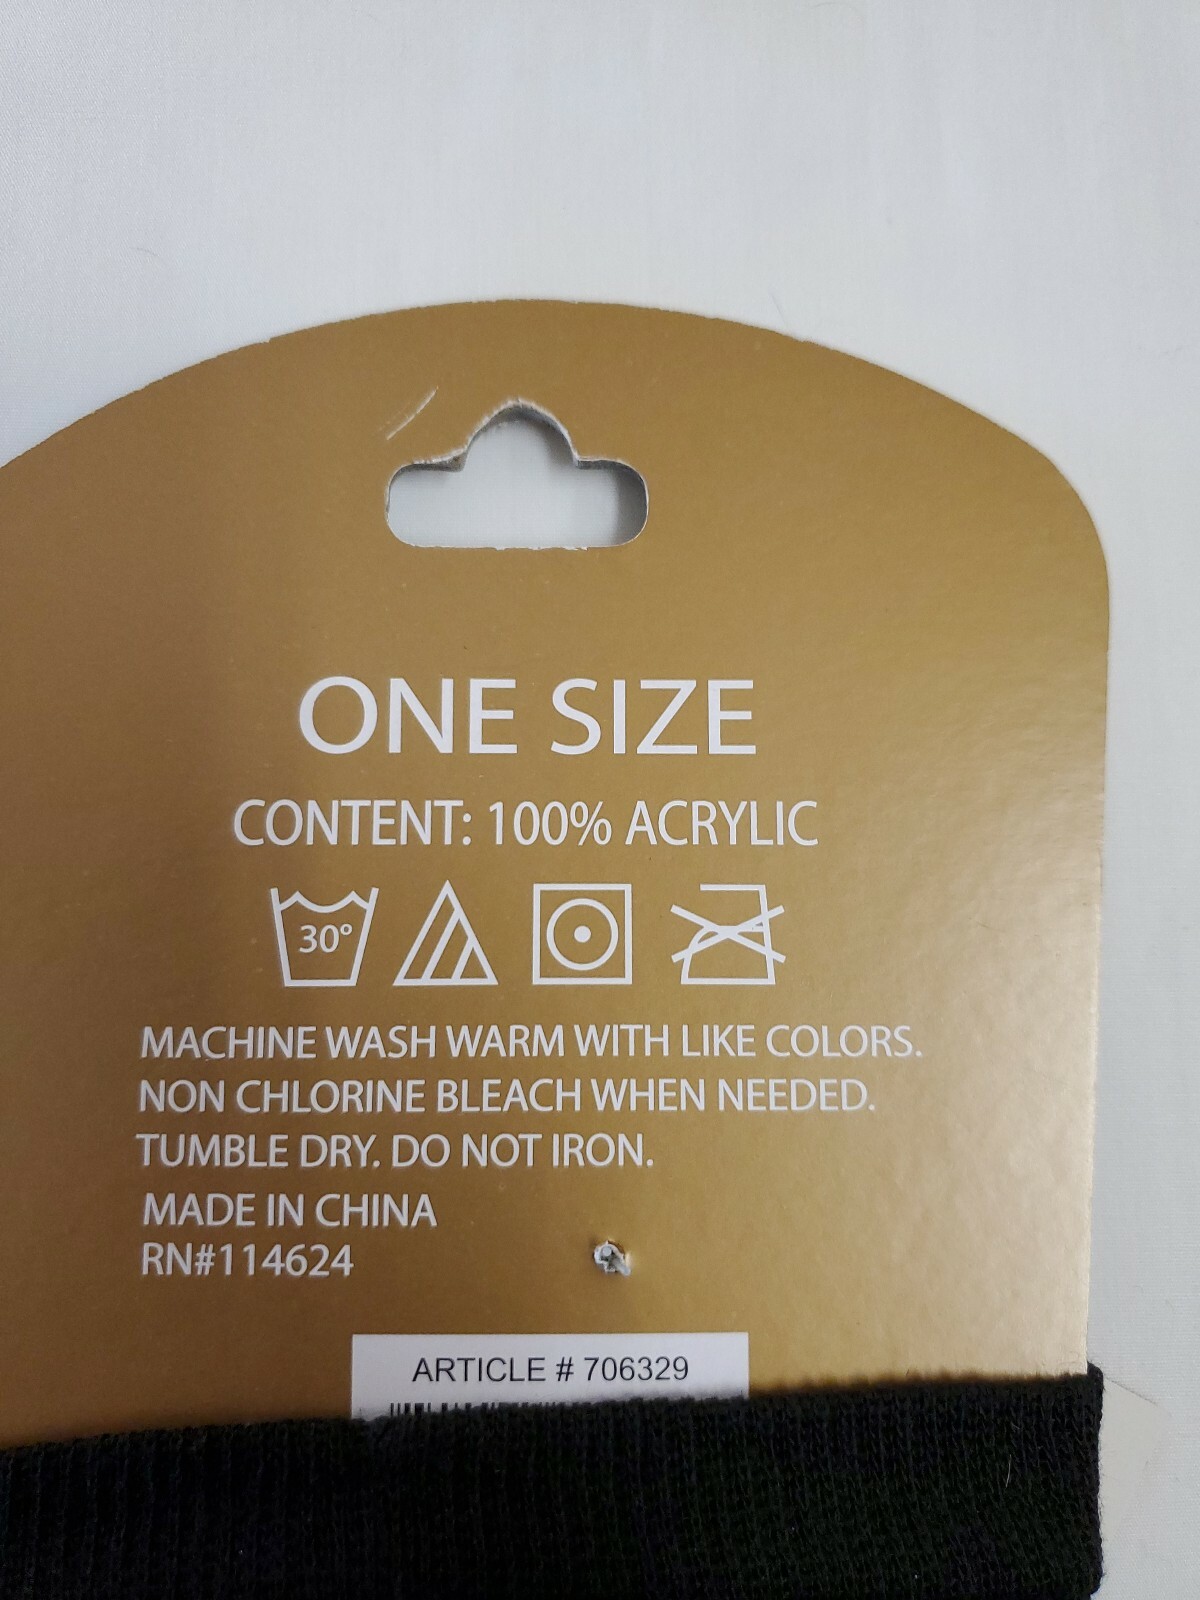 ONE SIZE
CONTENT: 100% ACRYLIC
30°
MACHINE WASH WARM WITH LIKE COLORS.
NON CHLORINE BLEACH WHEN NEEDED.
TUMBLE DRY. DO NOT IRON.
MADE IN CHINA
RN#114624
ARTICLE # 706329